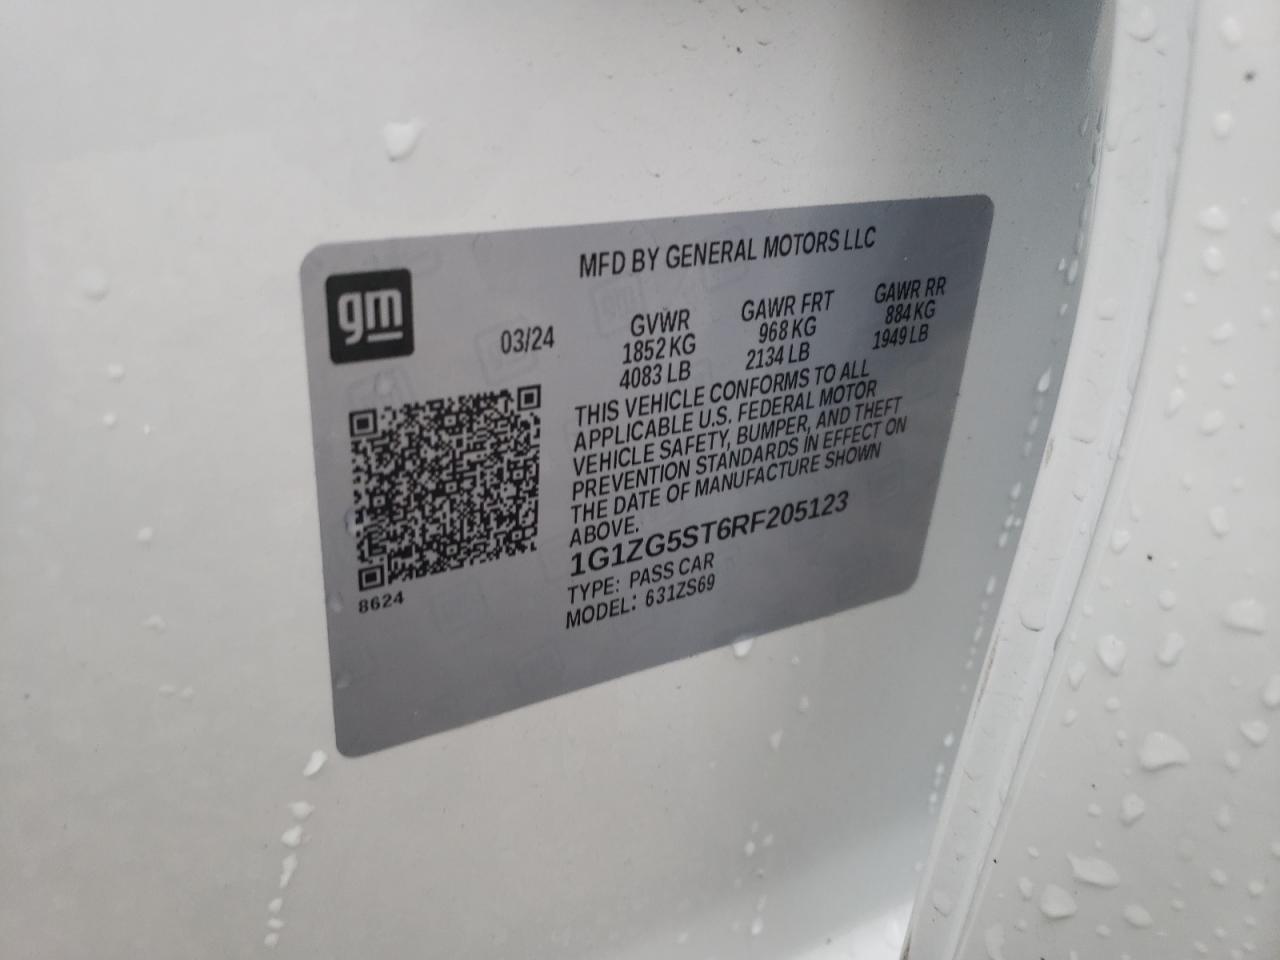 MFD BY GENERAL MOTORS LLC
gm
03/24
GVWR GAWR FRT GAWR RR
1852 KG 968 KG 884 KG
4083 LB 2134 LB 1949 LB
THIS VEHICLE CONFORMS TO ALL
APPLICABLE U.S. FEDERAL MOTOR
VEHICLE SAFETY, BUMPER, AND THEFT
PREVENTION STANDARDS IN EFFECT ON
THE DATE OF MANUFACTURE SHOWN
ABOVE.
1G1ZG5ST6RF205123
TYPE: PASS CAR
MODEL: 631ZS69
8624